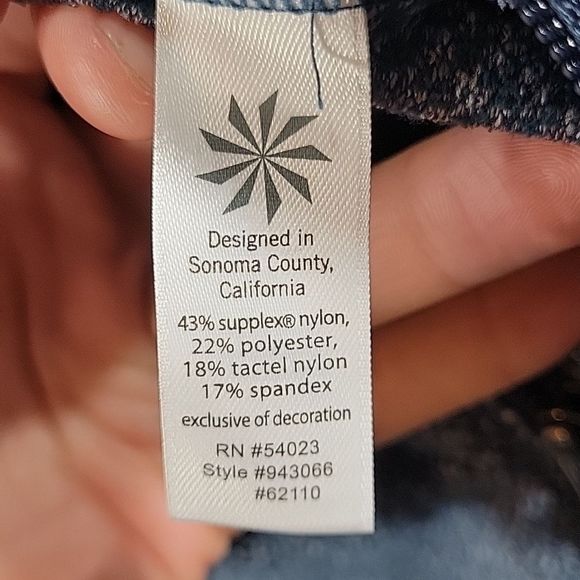 Designed in
Sonoma County,
California
43% supplex® nylon,
22% polyester,
18% tactel nylon
17% spandex
exclusive of decoration
RN #54023
Style #943066
#62110